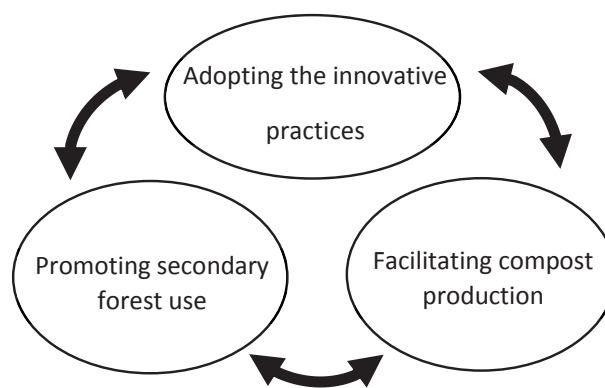 Adopting the innovative
practices
Promoting secondary
forest use
Facilitating compost
production